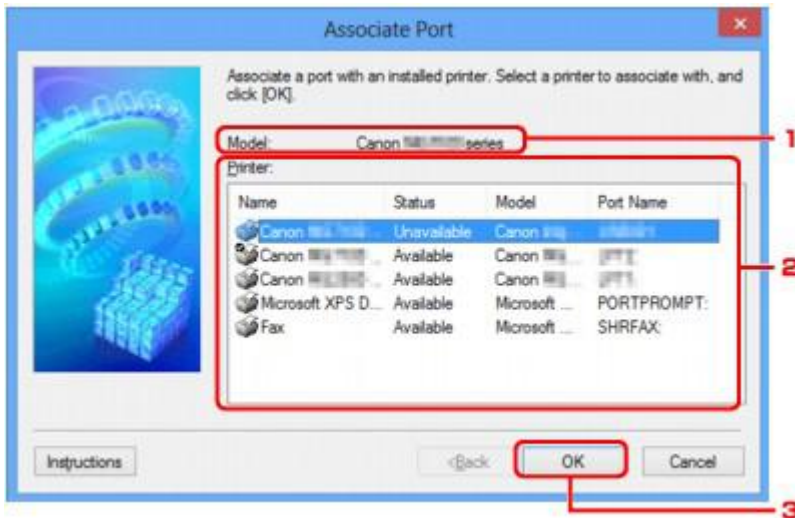 Associate Port
Associate a port with an installed printer. Select a printer to associate with, and
click [OK].
Model: Canon series
1
Printer:
Name Status Model Port Name
Canon Unavailable Canon
Canon Available Canon
2
Canon Available Canon
Microsoft XPS D... Available Microsoft ... PORTPROMPT:
Fax Available Microsoft ... SHRFAX:
Instructions <Back OK Cancel
3